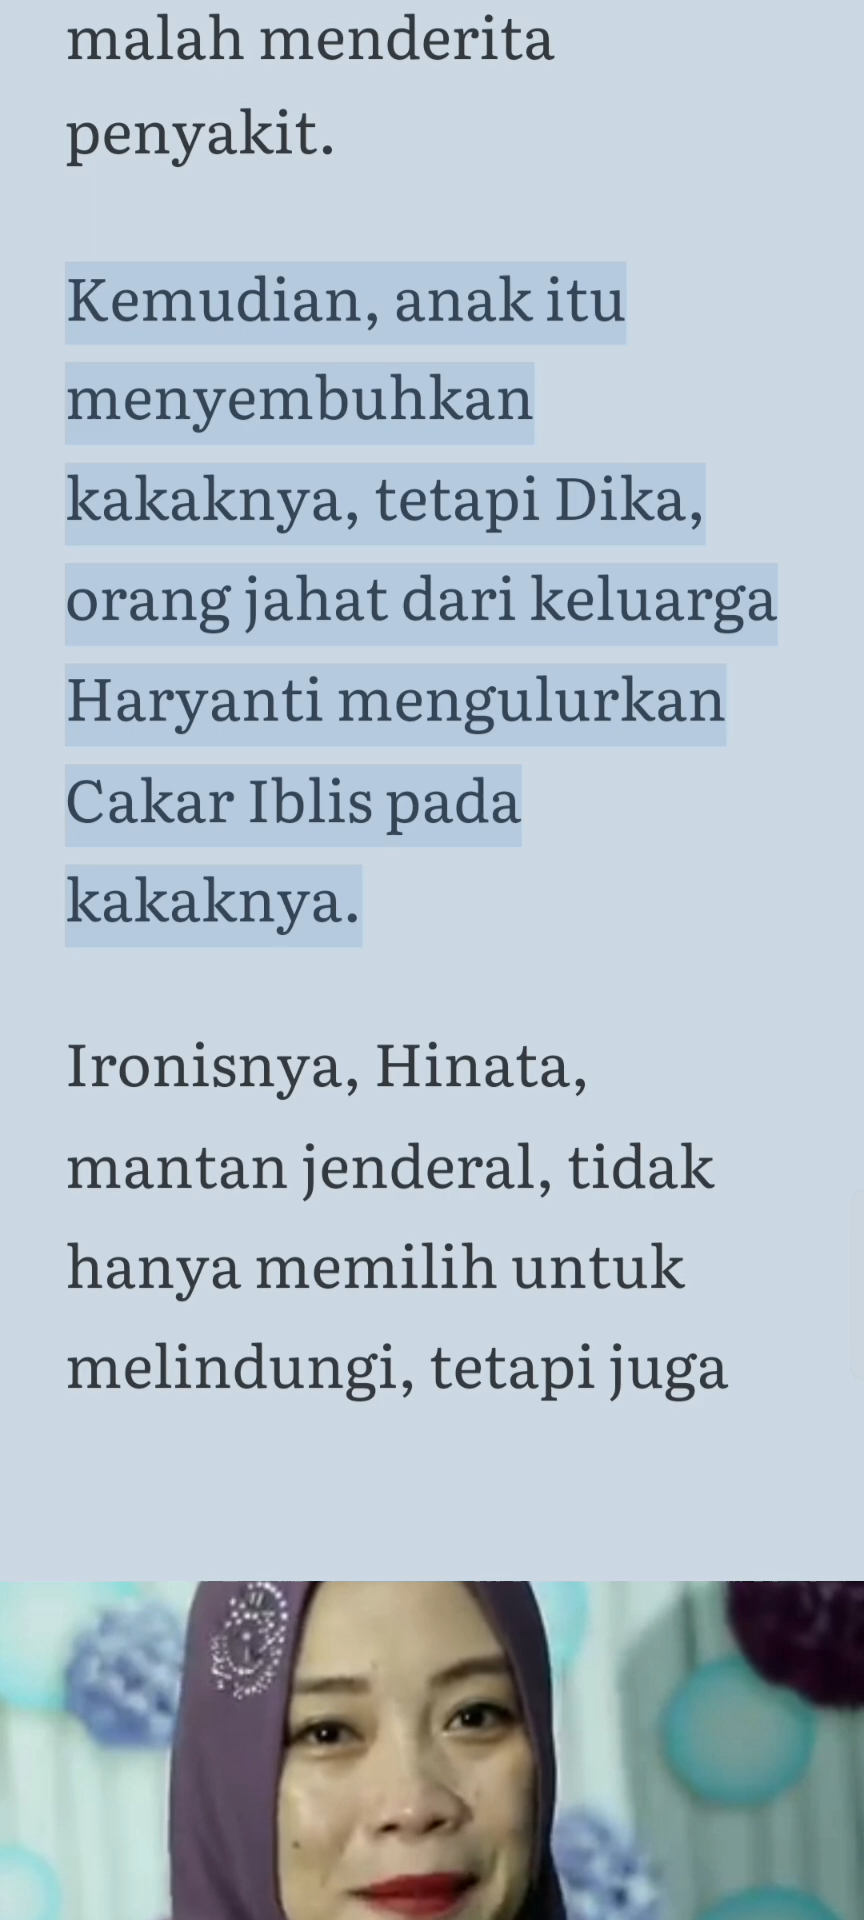 malah menderita
penyakit.
Kemudian, anak itu
menyembuhkan
kakaknya, tetapi Dika,
orang jahat dari keluarga
Haryanti mengulurkan
Cakar Iblis pada
kakaknya.
Ironisnya, Hinata,
mantan jenderal, tidak
hanya memilih untuk
melindungi, tetapi juga